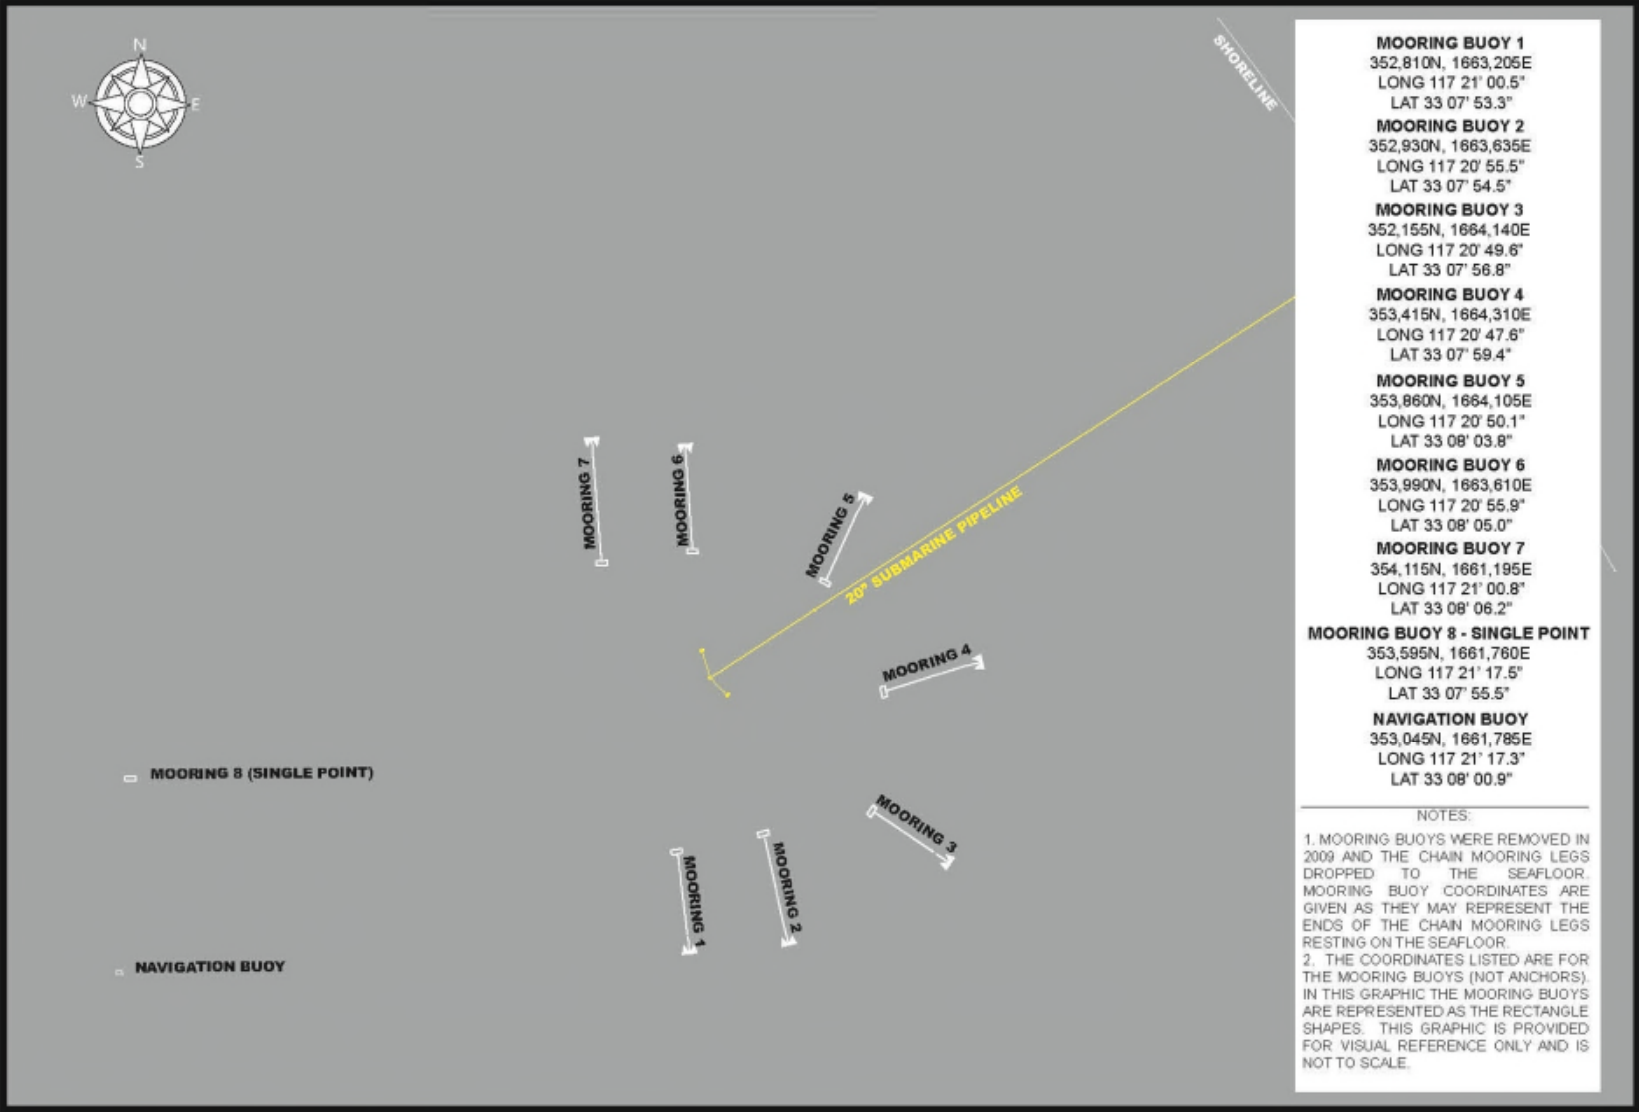 N
W
E
S
SHORELINE
MOORING 7
MOORING 6
MOORING 5
20" SUBMARINE PIPELINE
MOORING 4
MOORING 8 (SINGLE POINT)
MOORING 3
MOORING 2
MOORING 1
NAVIGATION BUOY
MOORING BUOY 1
352,810N, 1663,205E
LONG 117 21' 00.5"
LAT 33 07' 53.3"
MOORING BUOY 2
352,930N, 1663,635E
LONG 117 20' 55.5"
LAT 33 07' 54.5"
MOORING BUOY 3
352,155N, 1664,140E
LONG 117 20' 49.6"
LAT 33 07' 56.8"
MOORING BUOY 4
353,415N, 1664,310E
LONG 117 20' 47.6"
LAT 33 07' 59.4"
MOORING BUOY 5
353,860N, 1664,105E
LONG 117 20' 50.1"
LAT 33 08' 03.8"
MOORING BUOY 6
353,990N, 1663,610E
LONG 117 20' 55.9"
LAT 33 08' 05.0"
MOORING BUOY 7
354,115N, 1661,195E
LONG 117 21' 00.8"
LAT 33 08' 06.2"
MOORING BUOY 8 - SINGLE POINT
353,595N, 1661,760E
LONG 117 21' 17.5"
LAT 33 07' 55.5"
NAVIGATION BUOY
353,045N, 1661,785E
LONG 117 21' 17.3"
LAT 33 08' 00.9"
NOTES:
1. MOORING BUOYS WERE REMOVED IN
2009 AND THE CHAIN MOORING LEGS
DROPPED TO THE SEAFLOOR.
MOORING BUOY COORDINATES ARE
GIVEN AS THEY MAY REPRESENT THE
ENDS OF THE CHAIN MOORING LEGS
RESTING ON THE SEAFLOOR.
2. THE COORDINATES LISTED ARE FOR
THE MOORING BUOYS (NOT ANCHORS).
IN THIS GRAPHIC THE MOORING BUOYS
ARE REPRESENTED AS THE RECTANGLE
SHAPES. THIS GRAPHIC IS PROVIDED
FOR VISUAL REFERENCE ONLY AND IS
NOT TO SCALE.